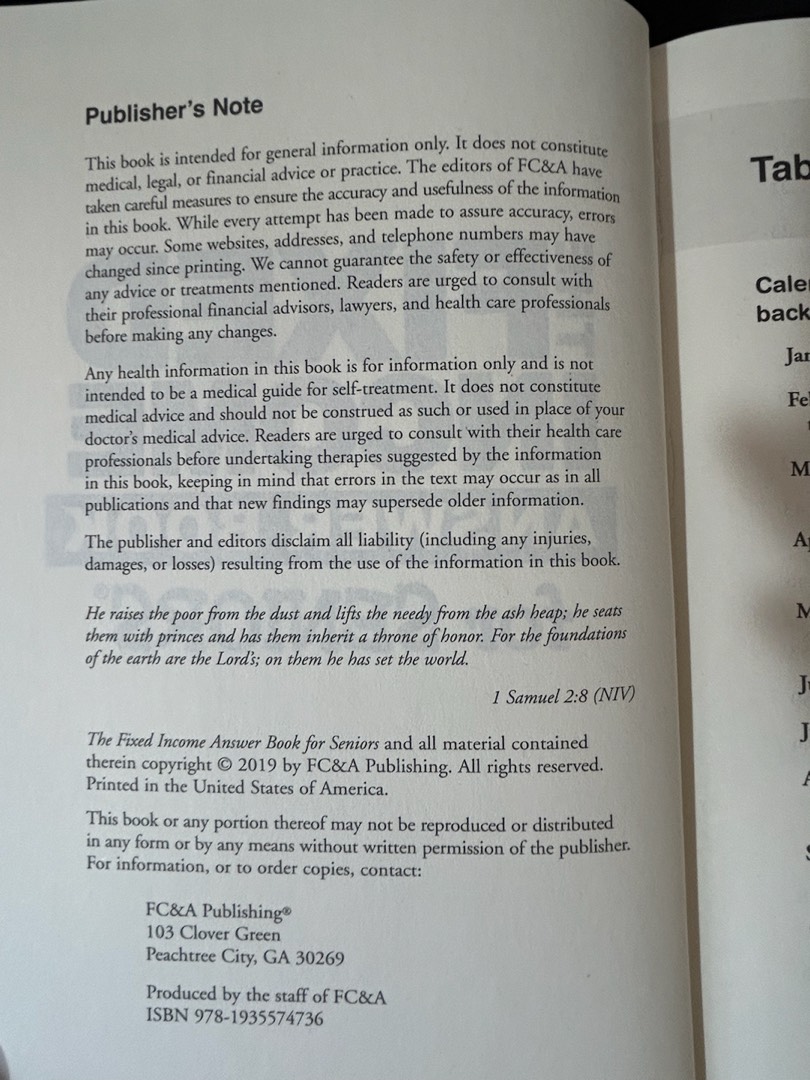 Publisher's Note
This book is intended for general information only. It does not constitute
medical, legal, or financial advice or practice. The editors of FC&A have
taken careful measures to ensure the accuracy and usefulness of the information
in this book. While every attempt has been made to assure accuracy, errors
may occur. Some websites, addresses, and telephone numbers may have
changed since printing. We cannot guarantee the safety or effectiveness of
any advice or treatments mentioned. Readers are urged to consult with
their professional financial advisors, lawyers, and health care professionals
before making any changes.
Any health information in this book is for information only and is not
intended to be a medical guide for self-treatment. It does not constitute
medical advice and should not be construed as such or used in place of your
doctor's medical advice. Readers are urged to consult with their health care
professionals before undertaking therapies suggested by the information
in this book, keeping in mind that errors in the text may occur as in all
publications and that new findings may supersede older information.
The publisher and editors disclaim all liability (including any injuries,
damages, or losses) resulting from the use of the information in this book.
He raises the poor from the dust and lifts the needy from the ash heap; he seats
them with princes and has them inherit a throne of honor. For the foundations
of the earth are the Lord's; on them he has set the world.
1 Samuel 2:8 (NIV)
The Fixed Income Answer Book for Seniors and all material contained
therein copyright © 2019 by FC&A Publishing. All rights reserved.
Printed in the United States of America.
This book or any portion thereof may not be reproduced or distributed
in any form or by any means without written permission of the publisher.
For information, or to order copies, contact:
FC&A Publishing®
103 Clover Green
Peachtree City, GA 30269
Produced by the staff of FC&A
ISBN 978-1935574736
Tab
back